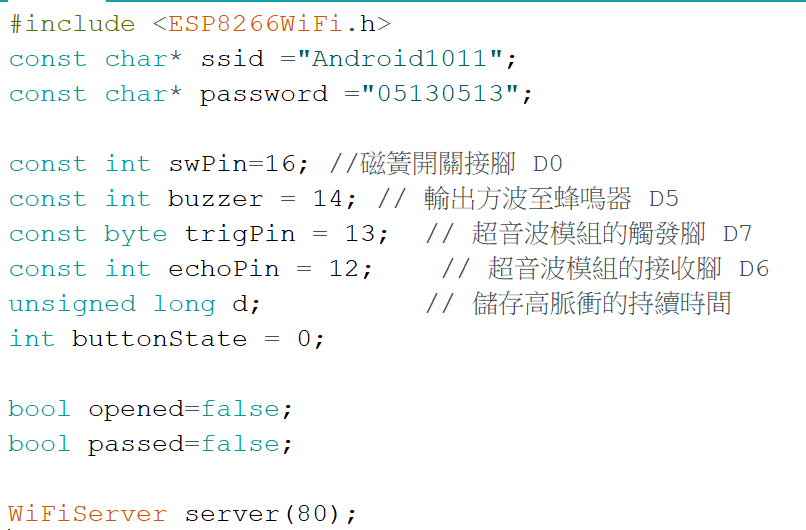 #include <ESP8266WiFi.h>
const char* ssid ="Android1011";
const char* password ="05130513";
const int swPin=16; //磁簧開關接腳 D0
const int buzzer = 14; // 輸出方波至蜂鳴器 D5
const byte trigPin = 13;  // 超音波模組的觸發腳 D7
const int echoPin = 12;    // 超音波模組的接收腳 D6
unsigned long d;          // 儲存高脈衝的持續時間
int buttonState = 0;
bool opened=false;
bool passed=false;
WiFiServer server(80);